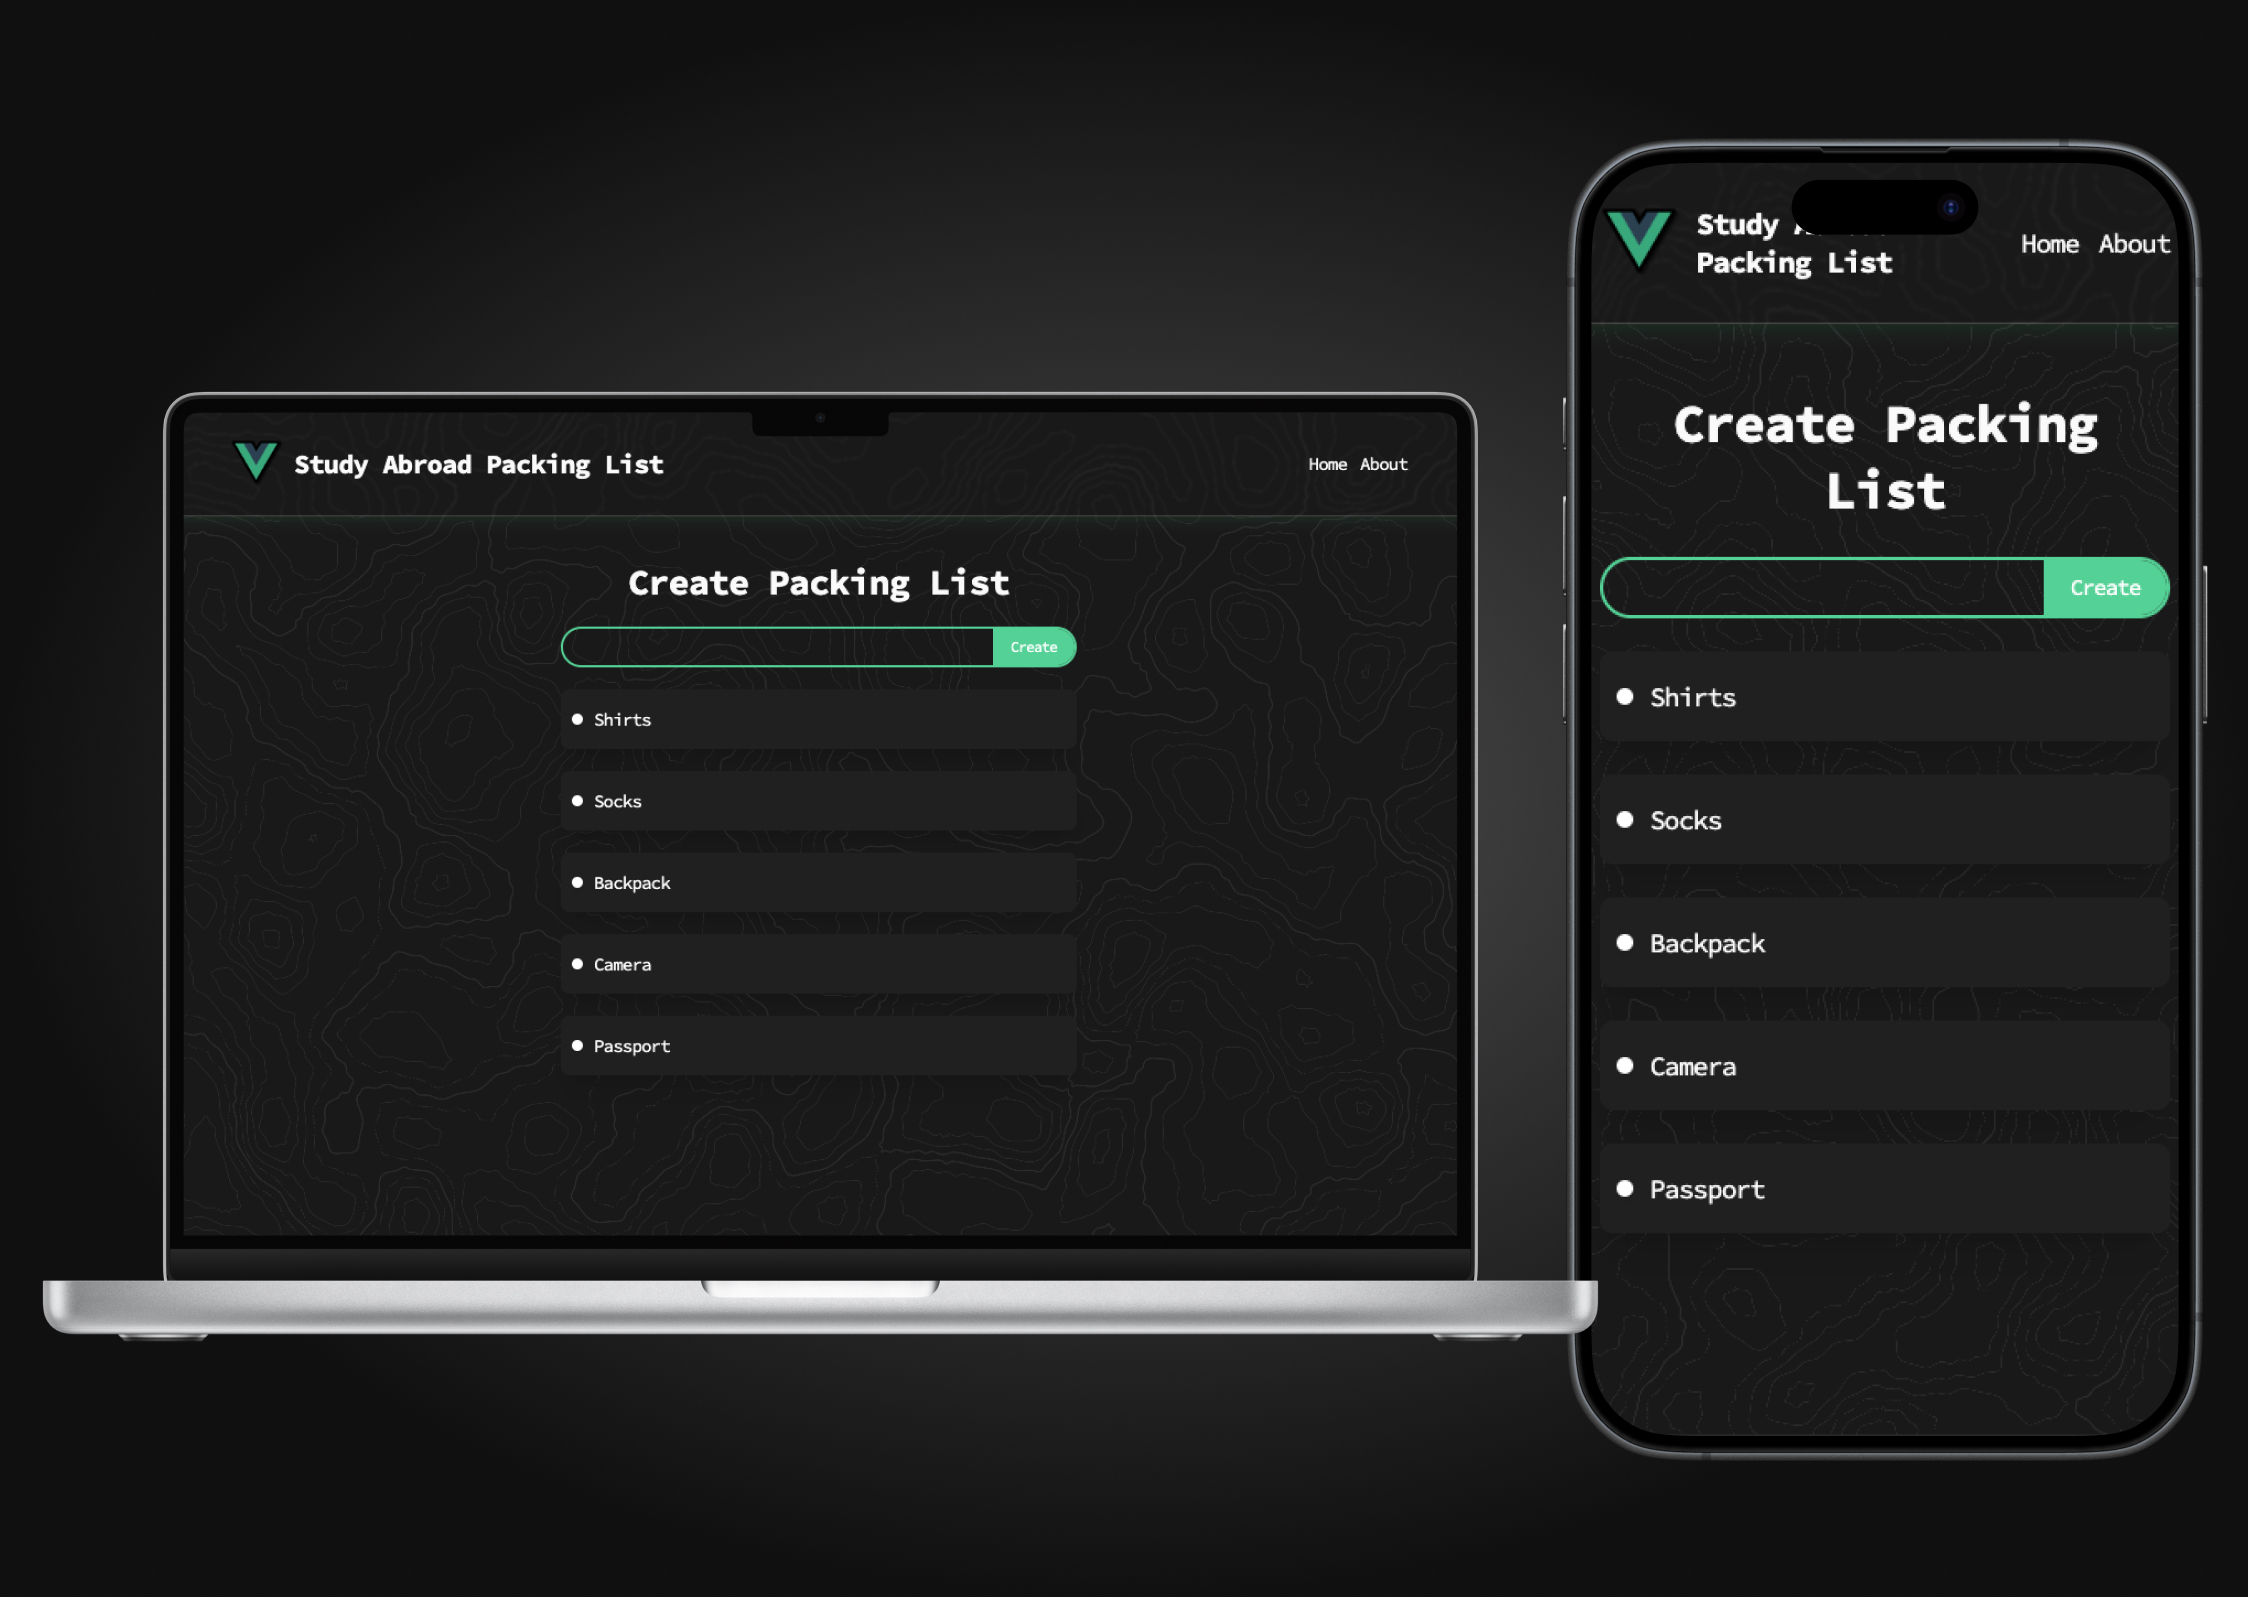 Study Abroad Packing List
Home About
Create Packing List
Create
Shirts
Socks
Backpack
Camera
Passport
Study
Packing List
Home About
Create Packing
List
Create
Shirts
Socks
Backpack
Camera
Passport